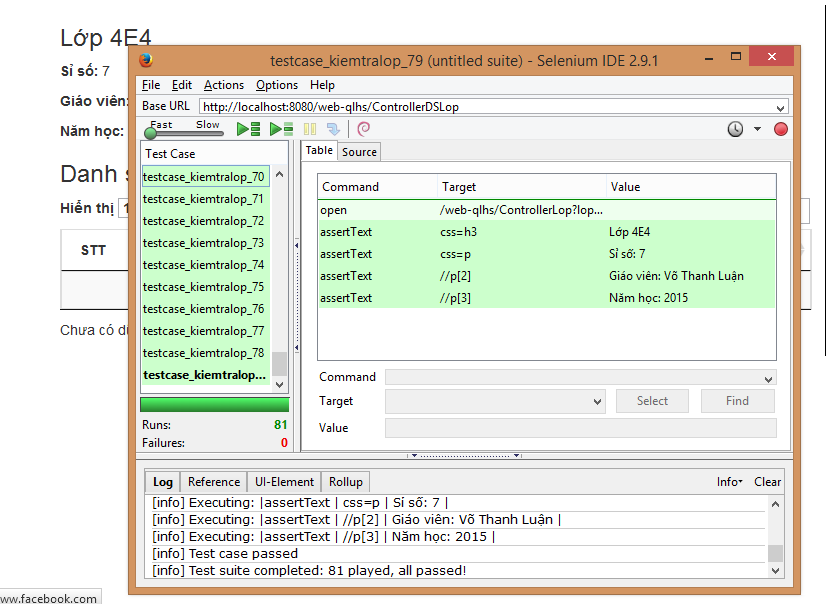 Lớp 4E4
Sỉ số: 7
Giáo viên:
Năm học:
Danh
Hiển thị
STT
Chưa có
ww.facebook.com
testcase_kiemtralop_79 (untitled suite) - Selenium IDE 2.9.1
File Edit Actions Options Help
Base URL http://localhost:8080/web-qlhs/ControllerDSLop
Fast Slow
Test Case
testcase_kiemtralop_70
testcase_kiemtralop_71
testcase_kiemtralop_72
testcase_kiemtralop_73
testcase_kiemtralop_74
testcase_kiemtralop_75
testcase_kiemtralop_76
testcase_kiemtralop_77
testcase_kiemtralop_78
testcase_kiemtralop...
Runs: 81
Failures: 0
Table Source
Command Target Value
open /web-qlhs/ControllerLop?lop...
assertText css=h3 Lớp 4E4
assertText css=p Sỉ số: 7
assertText //p[2] Giáo viên: Võ Thanh Luận
assertText //p[3] Năm học: 2015
Command
Target Select Find
Value
Log Reference UI-Element Rollup Info Clear
[info] Executing: |assertText | css=p | Sỉ số: 7 |
[info] Executing: |assertText | //p[2] | Giáo viên: Võ Thanh Luận |
[info] Executing: |assertText | //p[3] | Năm học: 2015 |
[info] Test case passed
[info] Test suite completed: 81 played, all passed!